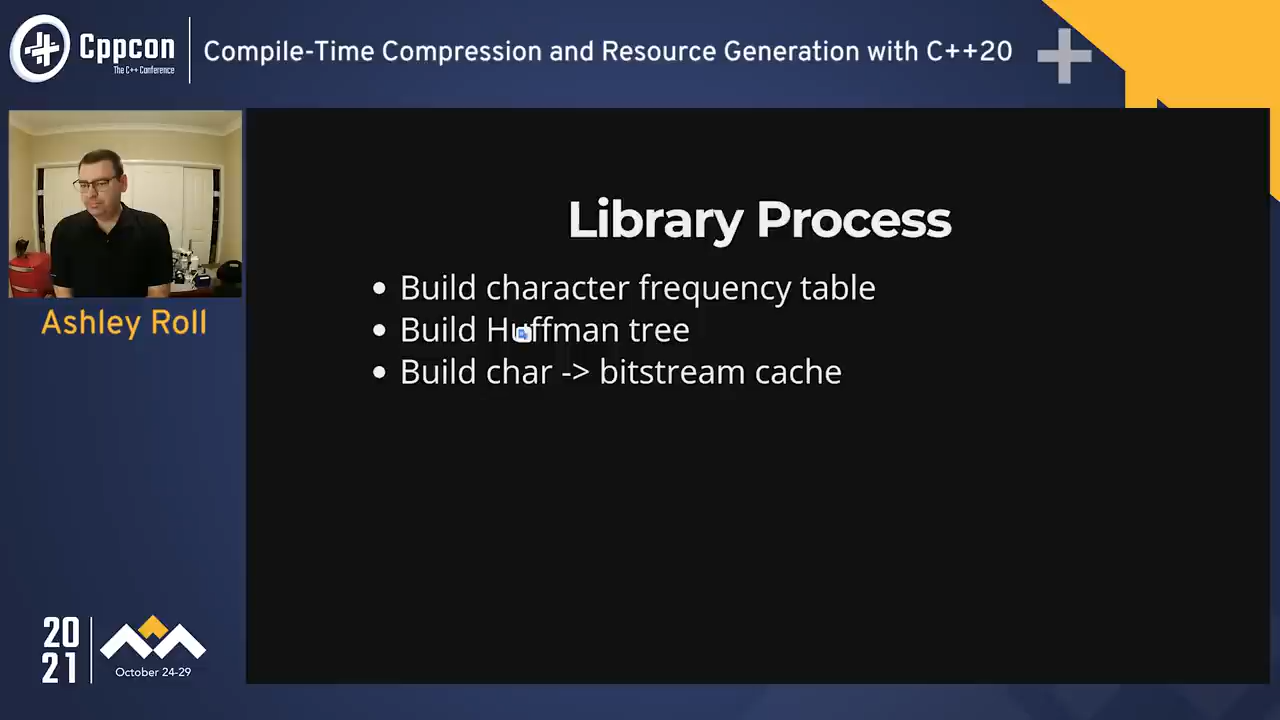 Cppcon
The C++ Conference
Compile-Time Compression and Resource Generation with C++20
Ashley Roll
Library Process
• Build character frequency table
• Build Huffman tree
• Build char -> bitstream cache
20
21
October 24-29